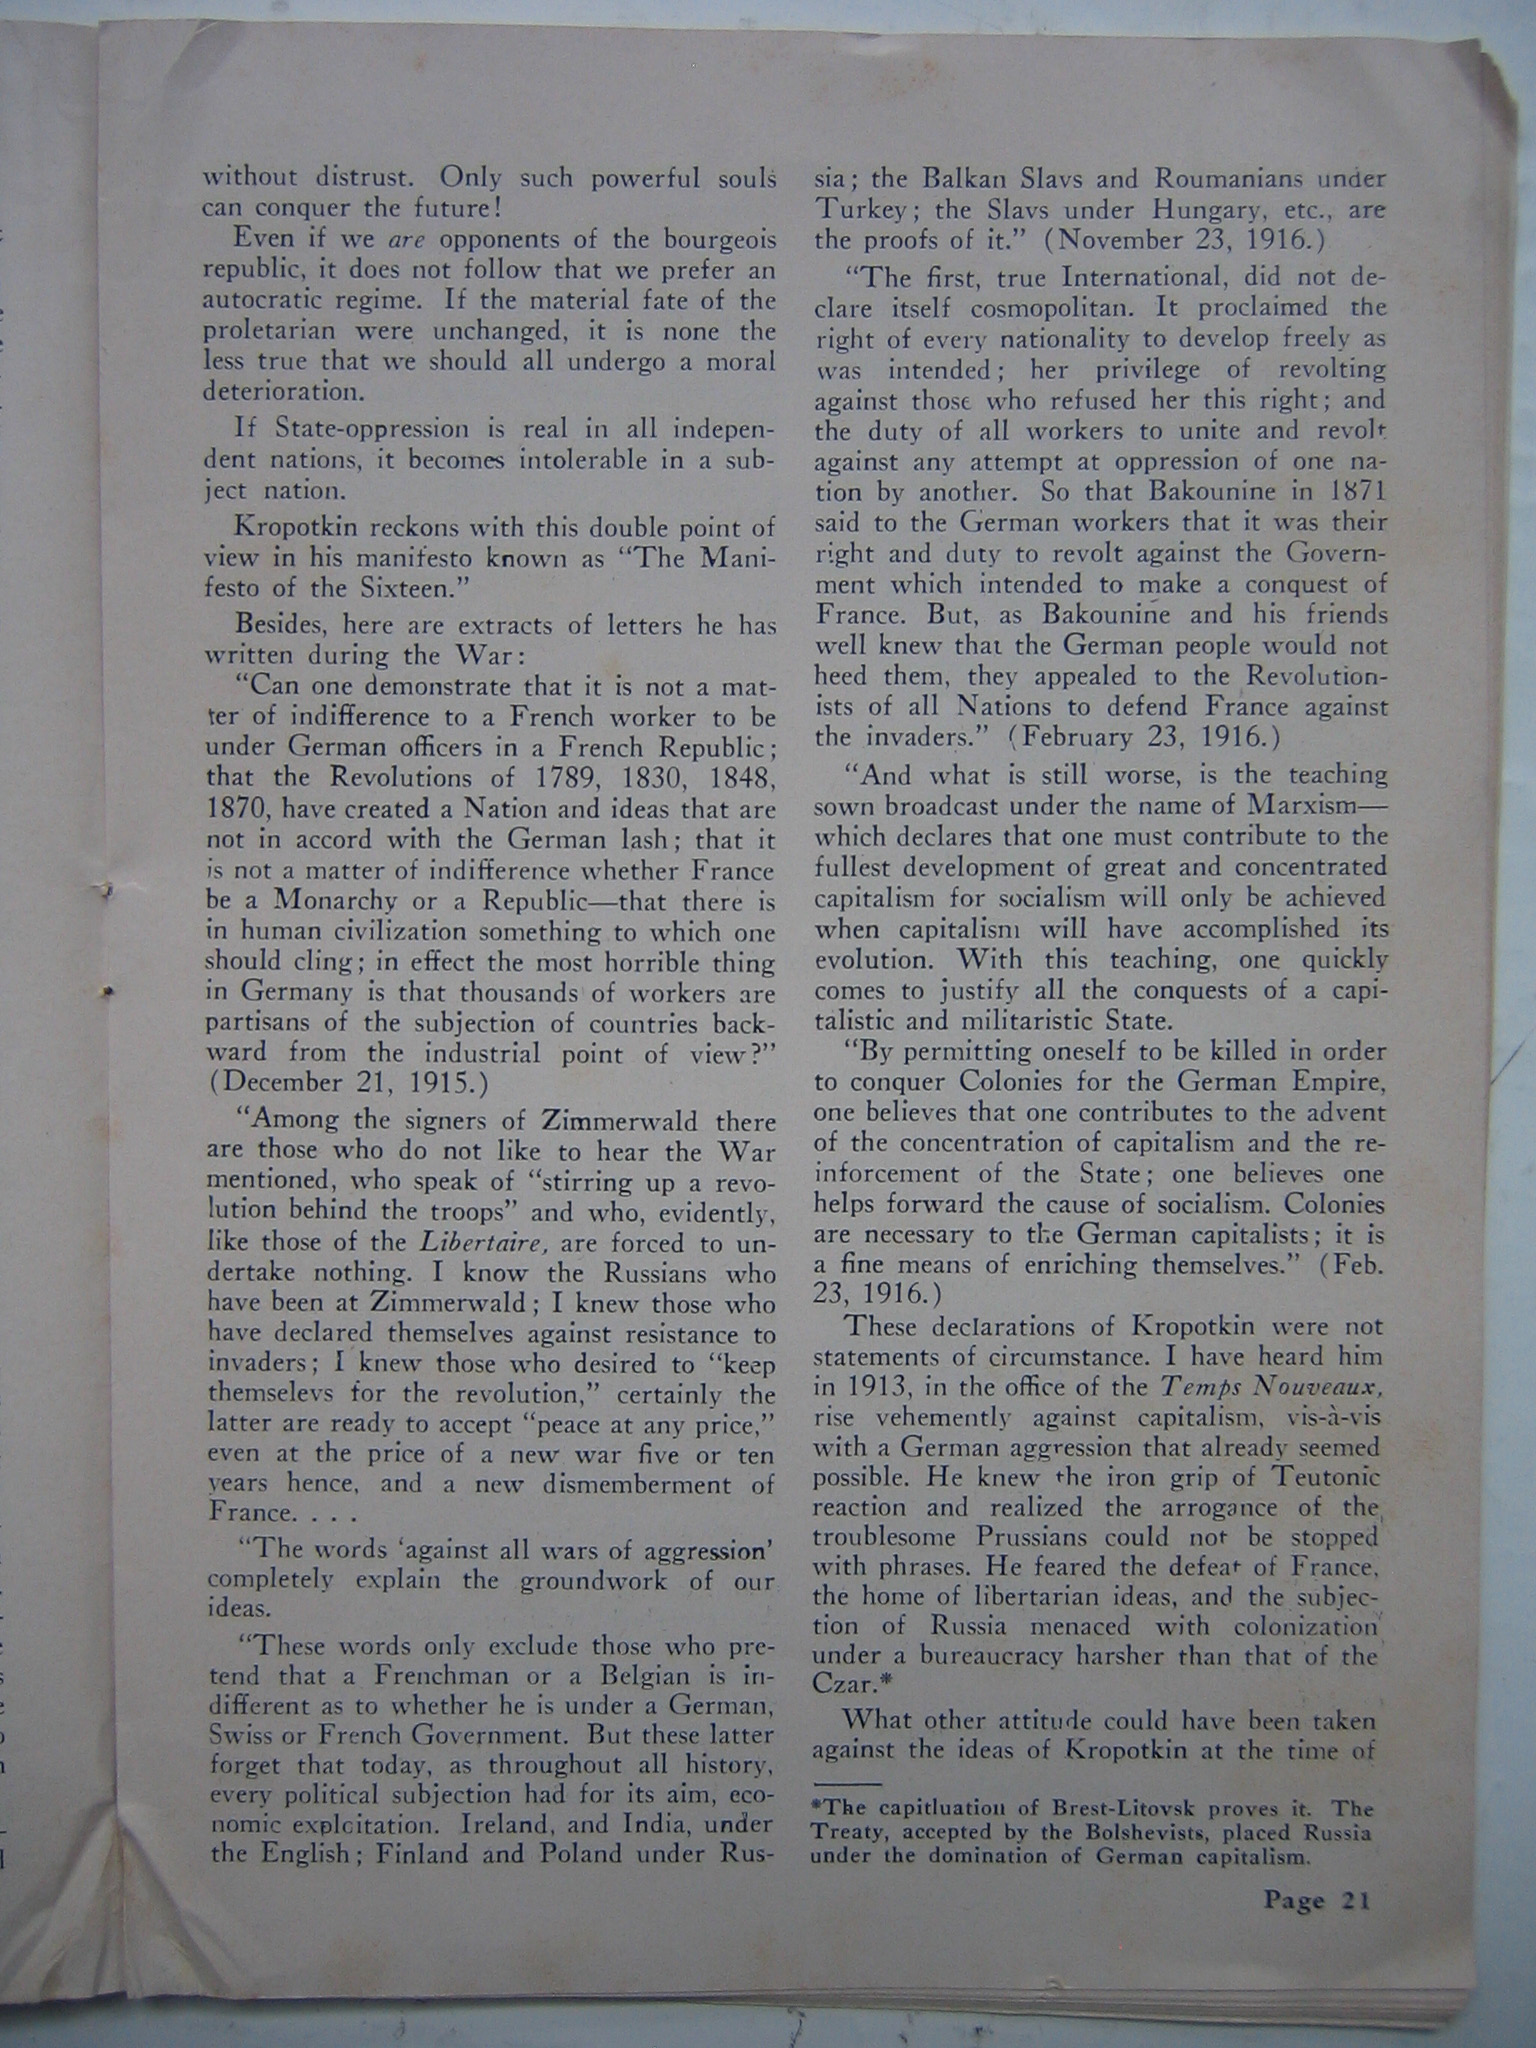 without distrust. Only such powerful souls
can conquer the future!
Even if we are opponents of the bourgeois
republic, it does not follow that we prefer an
autocratic regime. If the material fate of the
proletarian were unchanged, it is none the
less true that we should all undergo a moral
deterioration.
If State-oppression is real in all indepen-
dent nations, it becomes intolerable in a sub-
ject nation.
Kropotkin reckons with this double point of
view in his manifesto known as “The Mani-
festo of the Sixteen.”
Besides, here are extracts of letters he has
written during the War:
“Can one demonstrate that it is not a mat-
ter of indifference to a French worker to be
under German officers in a French Republic;
that the Revolutions of 1789, 1830, 1848,
1870, have created a Nation and ideas that are
not in accord with the German lash; that it
is not a matter of indifference whether France
be a Monarchy or a Republic—that there is
in human civilization something to which one
should cling; in effect the most horrible thing
in Germany is that thousands of workers are
partisans of the subjection of countries back-
ward from the industrial point of view?”
(December 21, 1915.)
“Among the signers of Zimmerwald there
are those who do not like to hear the War
mentioned, who speak of “stirring up a revo-
lution behind the troops” and who, evidently,
like those of the Libertaire, are forced to un-
dertake nothing. I know the Russians who
have been at Zimmerwald; I knew those who
have declared themselves against resistance to
invaders; I knew those who desired to “keep
themselevs for the revolution,” certainly the
latter are ready to accept “peace at any price,”
even at the price of a new war five or ten
years hence, and a new dismemberment of
France. . . .
“The words ‘against all wars of aggression’
completely explain the groundwork of our
ideas.
“These words only exclude those who pre-
tend that a Frenchman or a Belgian is in-
different as to whether he is under a German,
Swiss or French Government. But these latter
forget that today, as throughout all history,
every political subjection had for its aim, eco-
nomic exploitation. Ireland, and India, under
the English; Finland and Poland under Rus-
sia; the Balkan Slavs and Roumanians under
Turkey; the Slavs under Hungary, etc., are
the proofs of it.” (November 23, 1916.)
“The first, true International, did not de-
clare itself cosmopolitan. It proclaimed the
right of every nationality to develop freely as
was intended; her privilege of revolting
against those who refused her this right; and
the duty of all workers to unite and revolt
against any attempt at oppression of one na-
tion by another. So that Bakounine in 1871
said to the German workers that it was their
right and duty to revolt against the Govern-
ment which intended to make a conquest of
France. But, as Bakounine and his friends
well knew that the German people would not
heed them, they appealed to the Revolution-
ists of all Nations to defend France against
the invaders.” (February 23, 1916.)
“And what is still worse, is the teaching
sown broadcast under the name of Marxism—
which declares that one must contribute to the
fullest development of great and concentrated
capitalism for socialism will only be achieved
when capitalism will have accomplished its
evolution. With this teaching, one quickly
comes to justify all the conquests of a capi-
talistic and militaristic State.
“By permitting oneself to be killed in order
to conquer Colonies for the German Empire,
one believes that one contributes to the advent
of the concentration of capitalism and the re-
inforcement of the State; one believes one
helps forward the cause of socialism. Colonies
are necessary to the German capitalists; it is
a fine means of enriching themselves.” (Feb.
23, 1916.)
These declarations of Kropotkin were not
statements of circumstance. I have heard him
in 1913, in the office of the Temps Nouveaux,
rise vehemently against capitalism, vis-à-vis
with a German aggression that already seemed
possible. He knew the iron grip of Teutonic
reaction and realized the arrogance of the
troublesome Prussians could not be stopped
with phrases. He feared the defeat of France,
the home of libertarian ideas, and the subjec-
tion of Russia menaced with colonization
under a bureaucracy harsher than that of the
Czar.*
What other attitude could have been taken
against the ideas of Kropotkin at the time of
*The capitluation of Brest-Litovsk proves it. The
Treaty, accepted by the Bolshevists, placed Russia
under the domination of German capitalism.
Page 21